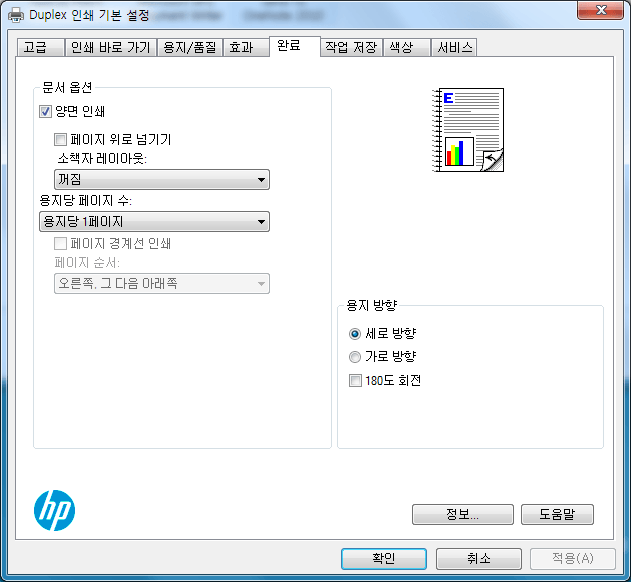 Duplex 인쇄 기본 설정
고급 인쇄 바로 가기 용지/품질 효과 완료 작업 저장 색상 서비스
문서 옵션
양면 인쇄
페이지 위로 넘기기
소책자 레이아웃:
꺼짐
용지당 페이지 수:
용지당 1페이지
페이지 경계선 인쇄
페이지 순서:
오른쪽, 그 다음 아래쪽
E
용지 방향
세로 방향
가로 방향
180도 회전
hp
정보... 도움말
확인 취소 적용(A)